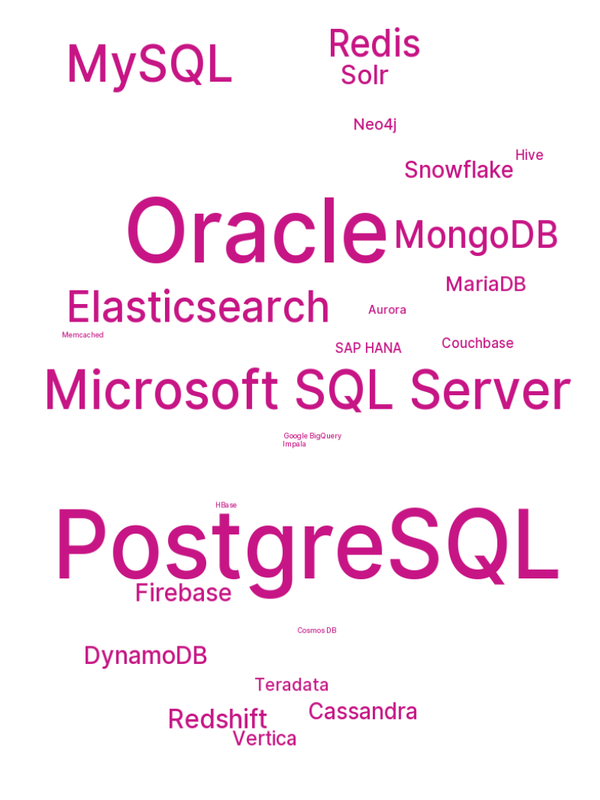 MySQL
Redis
Solr
Neo4j
Hive
Snowflake
Oracle
MongoDB
MariaDB
Elasticsearch
Aurora
Memcached
Couchbase
SAP HANA
Microsoft SQL Server
Google BigQuery
Impala
HBase
PostgreSQL
Firebase
Cosmos DB
DynamoDB
Teradata
Cassandra
Redshift
Vertica